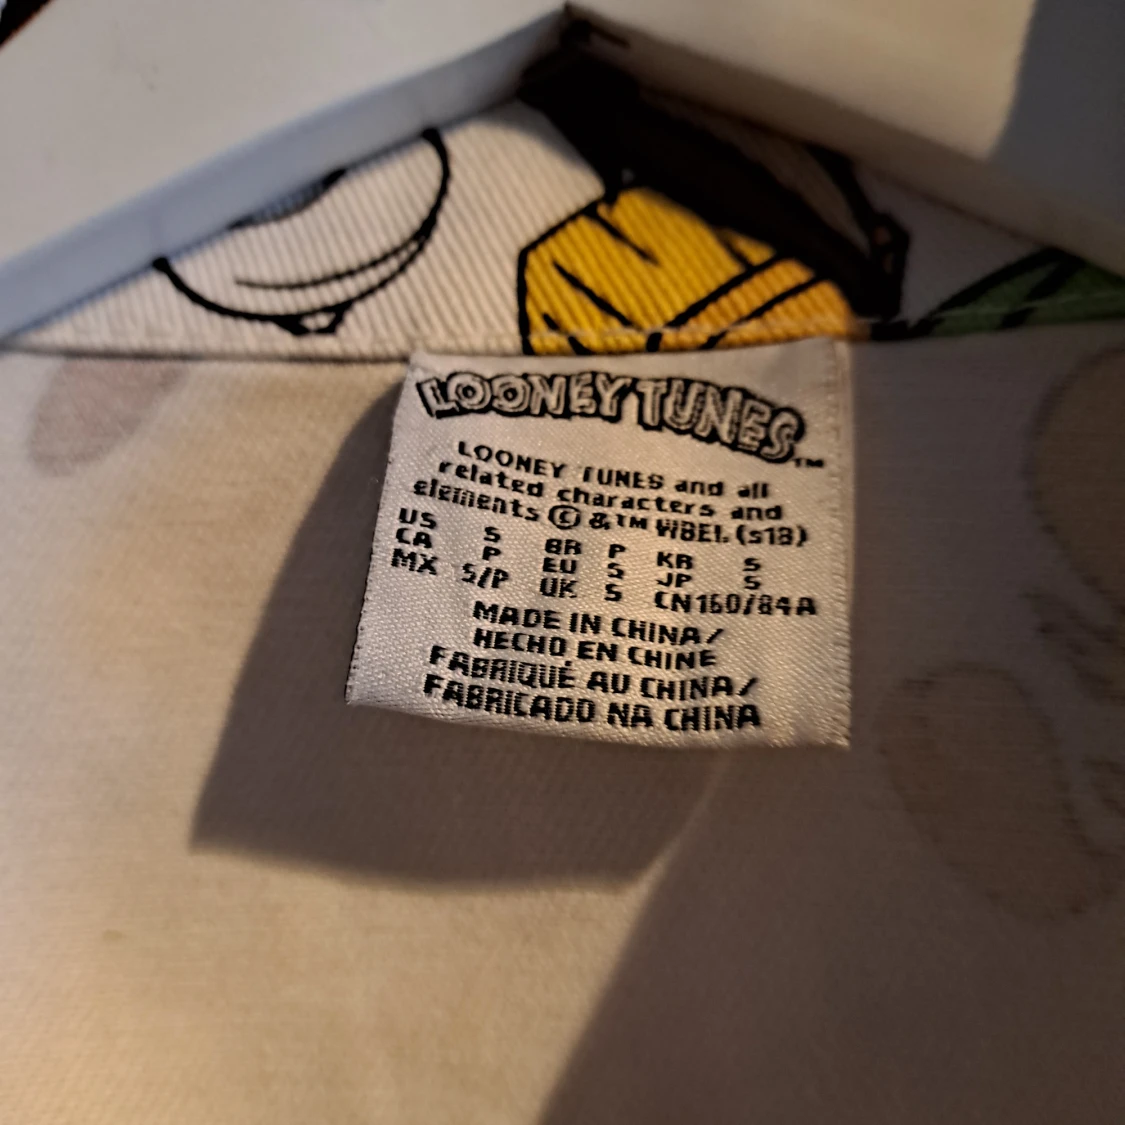 LOONEY TUNES™
LOONEY TUNES and all
related characters and
elements © & ™ WBEI. (s18)
US S BR P KR S
CA P EU S JP S
MX S/P UK S CN160/84A
MADE IN CHINA/
HECHO EN CHINE
FABRIQUÉ AU CHINA/
FABRICADO NA CHINA